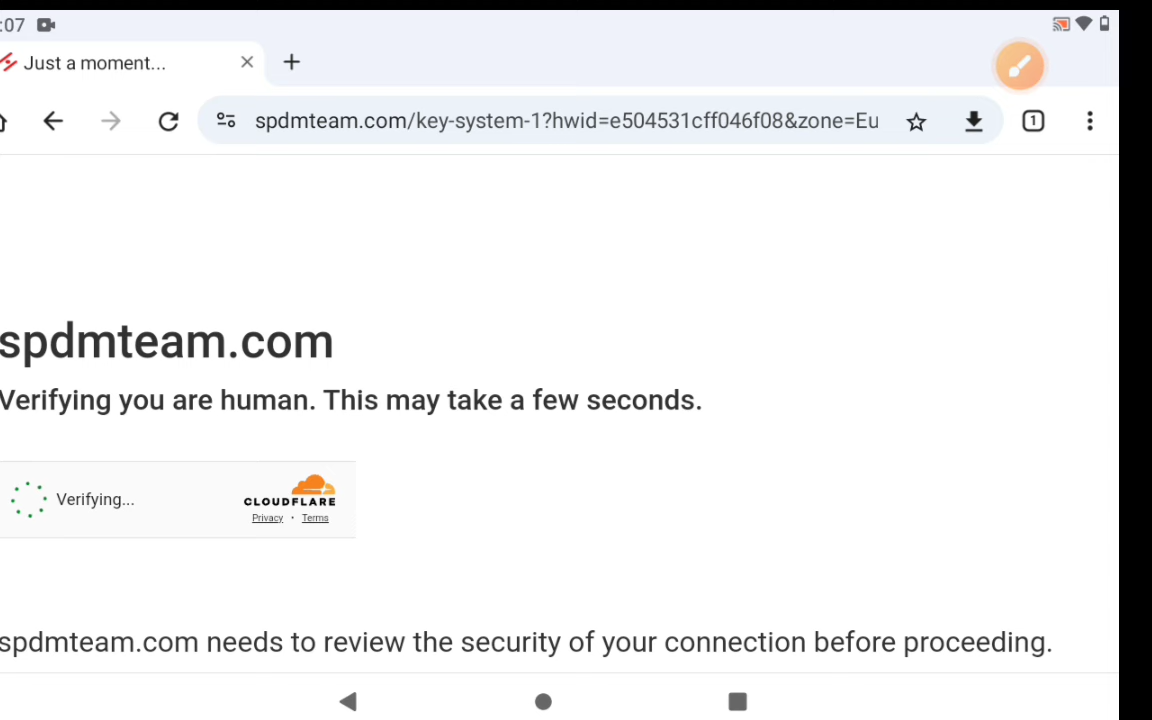 :07
Just a moment...
spdmteam.com/key-system-1?hwid=e504531cff046f08&zone=Eu
1
spdmteam.com
Verifying you are human. This may take a few seconds.
Verifying...
CLOUDFLARE
Privacy • Terms
spdmteam.com needs to review the security of your connection before proceeding.